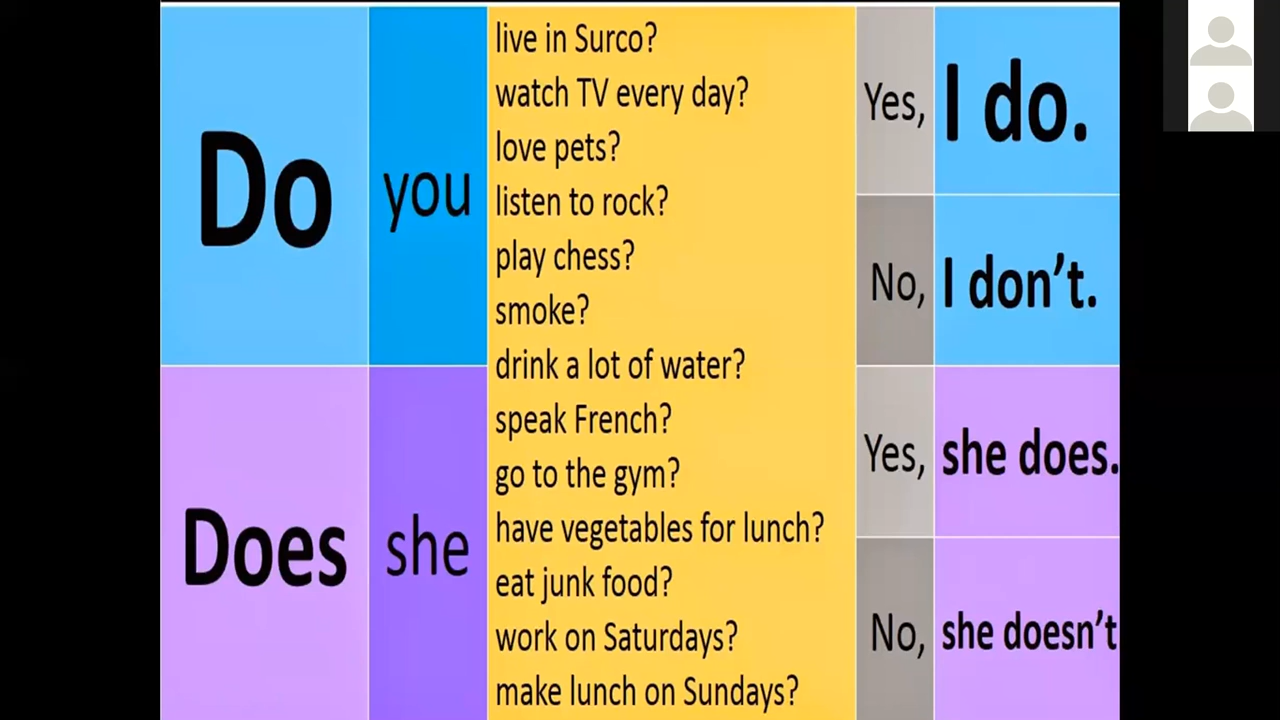 Do
you
live in Surco?
watch TV every day?
love pets?
listen to rock?
play chess?
smoke?
drink a lot of water?
speak French?
go to the gym?
have vegetables for lunch?
eat junk food?
work on Saturdays?
make lunch on Sundays?
Yes, I do.
No, I don't.
Does
she
Yes, she does.
No, she doesn't